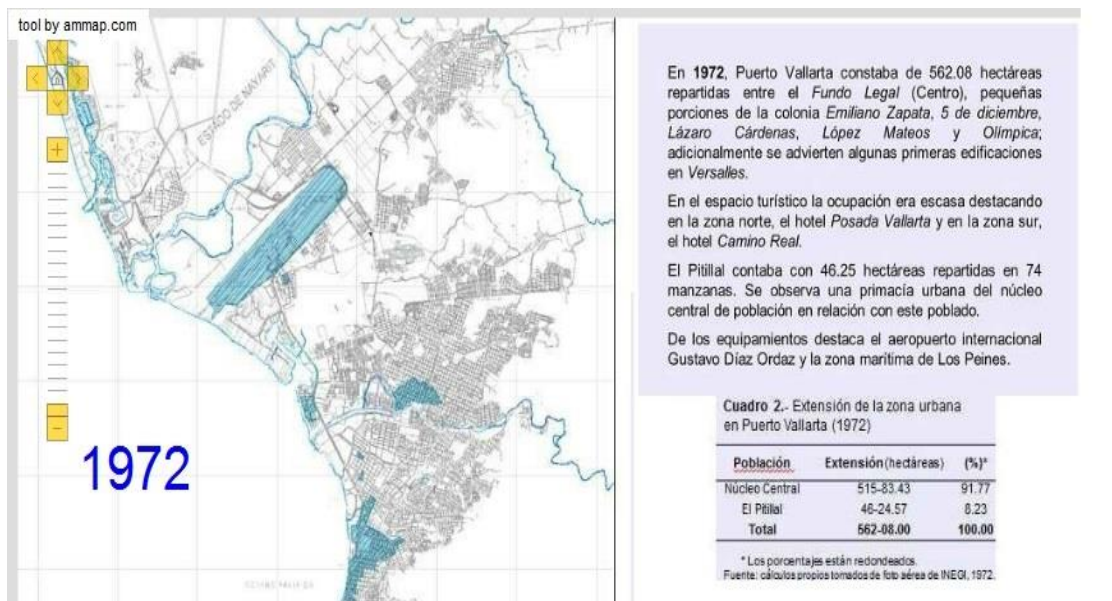 tool by ammap.com
ESTADO DE NAYARIT
1972
En 1972, Puerto Vallarta constaba de 562.08 hectáreas
repartidas entre el Fundo Legal (Centro), pequeñas
porciones de la colonia Emiliano Zapata, 5 de diciembre,
Lázaro Cárdenas, López Mateos y Olímpica;
adicionalmente se advierten algunas primeras edificaciones
en Versalles.
En el espacio turístico la ocupación era escasa destacando
en la zona norte, el hotel Posada Vallarta y en la zona sur,
el hotel Camino Real.
El Pitillal contaba con 46.25 hectáreas repartidas en 74
manzanas. Se observa una primacía urbana del núcleo
central de población en relación con este poblado.
De los equipamientos destaca el aeropuerto internacional
Gustavo Díaz Ordaz y la zona marítima de Los Peines.
Cuadro 2.- Extensión de la zona urbana
en Puerto Vallarta (1972)
Población Extensión (hectáreas) (%)*
Núcleo Central 515-83.43 91.77
El Pitillal 46-24.57 8.23
Total 562-08.00 100.00
* Los porcentajes están redondeados.
Fuente: cálculos propios tomados de foto aérea de INEGI, 1972.